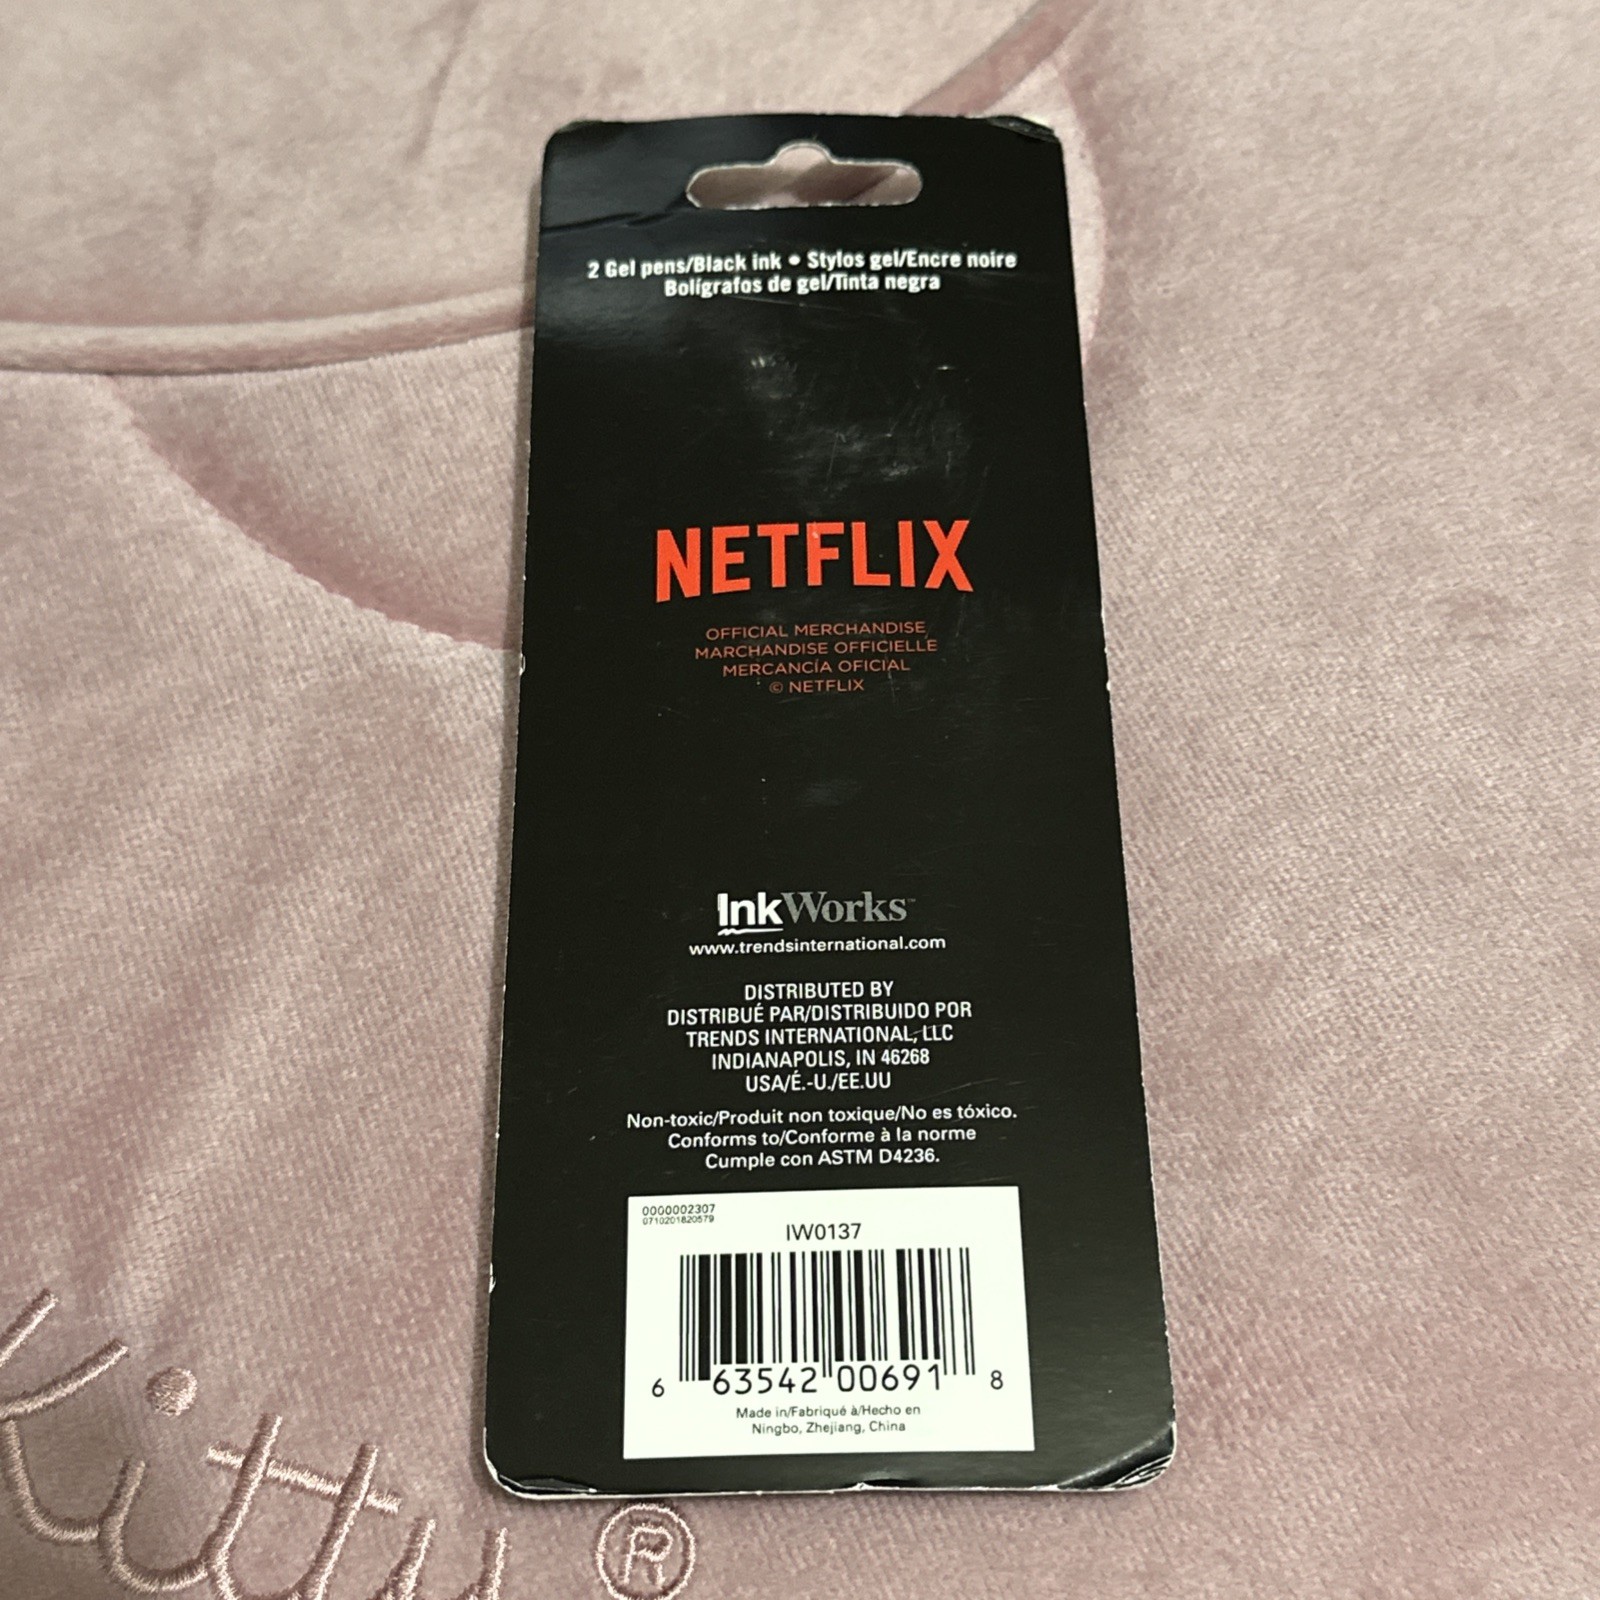 2 Gel pens/Black ink • Stylos gel/Encre noire
Bolígrafos de gel/Tinta negra
NETFLIX
OFFICIAL MERCHANDISE
MARCHANDISE OFFICIELLE
MERCANCÍA OFICIAL
© NETFLIX
InkWorks™
www.trendsinternational.com
DISTRIBUTED BY
DISTRIBUÉ PAR/DISTRIBUIDO POR
TRENDS INTERNATIONAL, LLC
INDIANAPOLIS, IN 46268
USA/É.-U./EE.UU
Non-toxic/Produit non toxique/No es tóxico.
Conforms to/Conforme à la norme
Cumple con ASTM D4236.
0000002307
0710201820579
IW0137
6 63542 00691 8
Made in/Fabriqué à/Hecho en
Ningbo, Zhejiang, China
Kitty ®